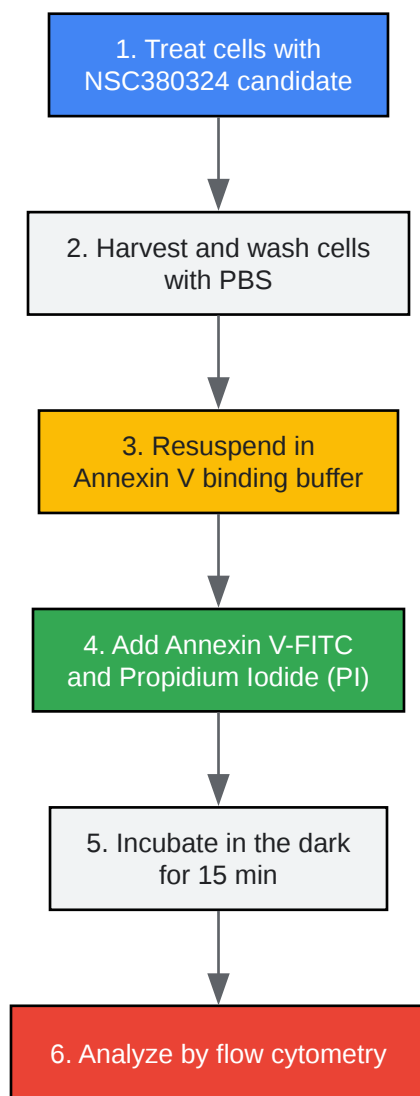 1. Treat cells with
NSC380324 candidate
2. Harvest and wash cells
with PBS
3. Resuspend in
Annexin V binding buffer
4. Add Annexin V-FITC
and Propidium Iodide (PI)
5. Incubate in the dark
for 15 min
6. Analyze by flow cytometry